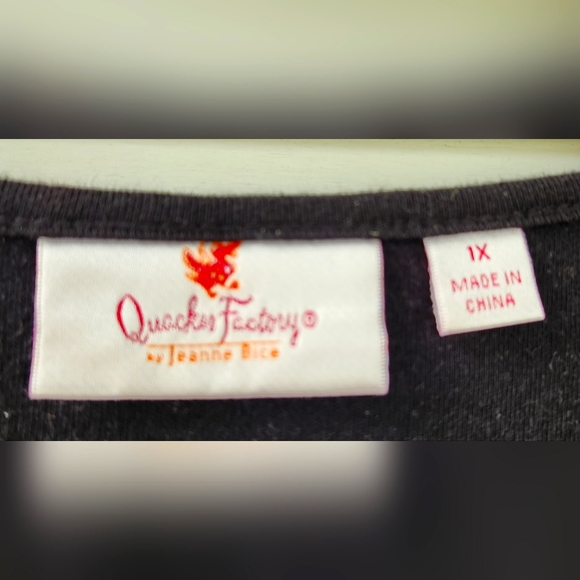 Quacker Factory®
by Jeanne Bice
1X
MADE IN
CHINA